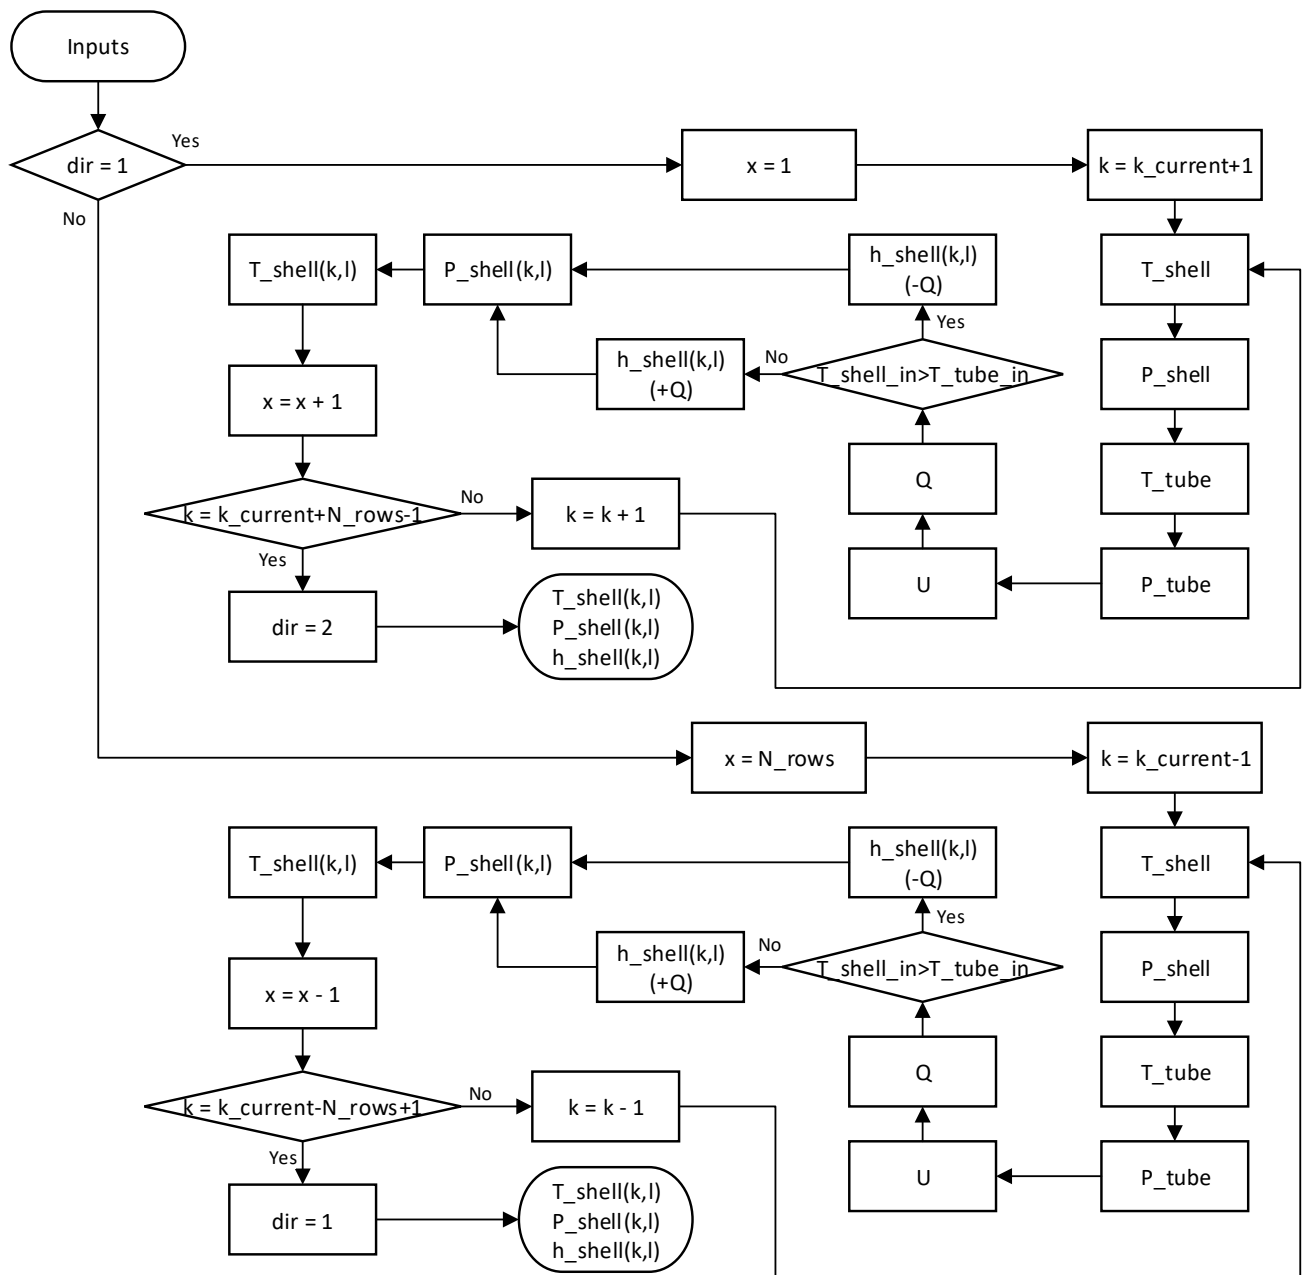 Inputs
dir = 1
Yes
No
x = 1
k = k_current+1
T_shell(k,l)
P_shell(k,l)
h_shell(k,l)
(-Q)
T_shell
Yes
h_shell(k,l)
(+Q)
No
T_shell_in>T_tube_in
P_shell
x = x + 1
Q
T_tube
k = k_current+N_rows-1
No
k = k + 1
Yes
U
P_tube
dir = 2
T_shell(k,l)
P_shell(k,l)
h_shell(k,l)
x = N_rows
k = k_current-1
T_shell(k,l)
P_shell(k,l)
h_shell(k,l)
(-Q)
T_shell
Yes
h_shell(k,l)
(+Q)
No
T_shell_in>T_tube_in
P_shell
x = x - 1
Q
T_tube
k = k_current-N_rows+1
No
k = k - 1
Yes
U
P_tube
dir = 1
T_shell(k,l)
P_shell(k,l)
h_shell(k,l)